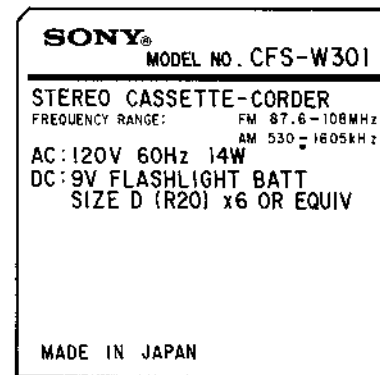 SONY®
MODEL NO. CFS-W301
STEREO CASSETTE-CORDER
FREQUENCY RANGE: FM 87.6-108MHz
AM 530-1605kHz
AC:120V 60Hz 14W
DC:9V FLASHLIGHT BATT
SIZE D (R20) x6 OR EQUIV
MADE IN JAPAN